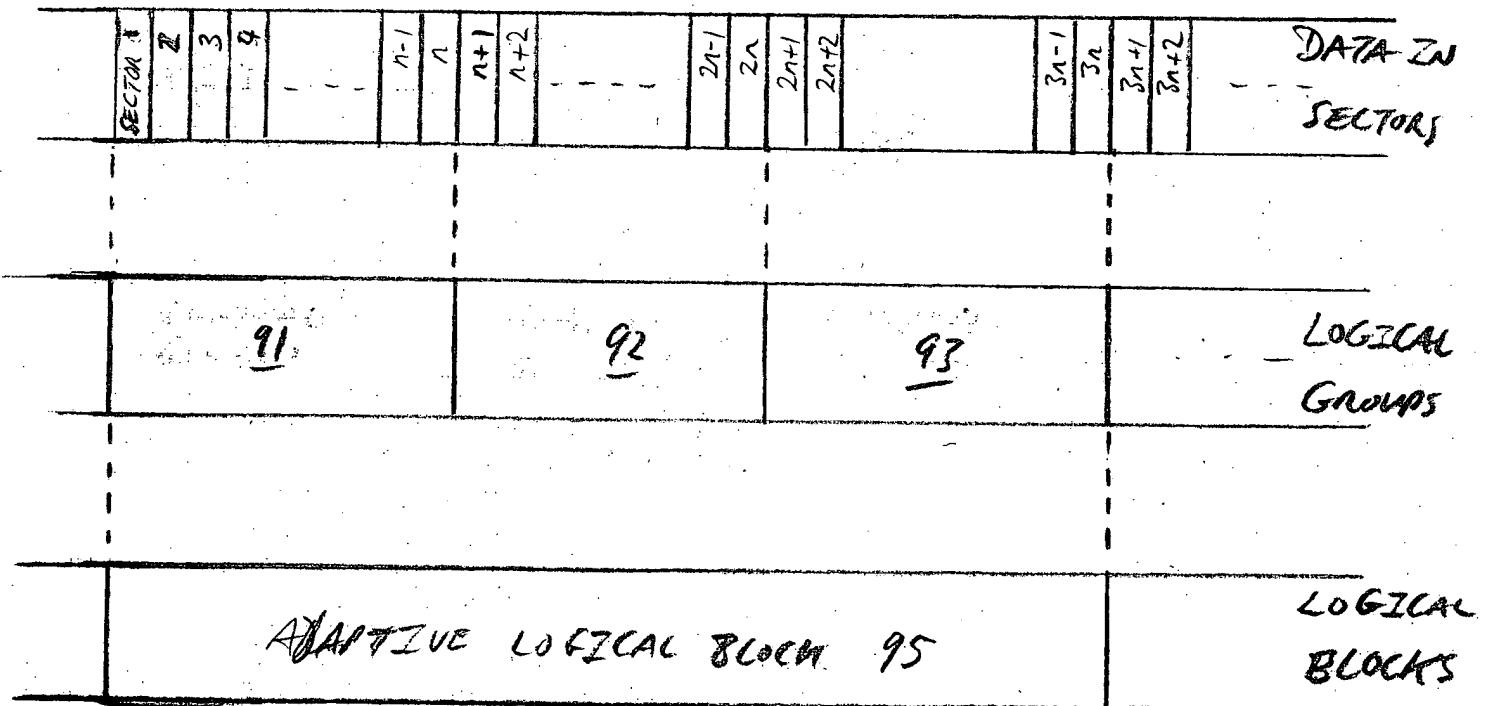 SECTOR 1 2 3 4 - - - - n-1 n n+1 n+2 - - - - 2n-1 2n 2n+1 2n+2 3n-1 3n 3n+1 3n+2 - - - DATA IN
SECTORS
91 92 93 - - - LOGICAL
GROUPS
ADAPTIVE LOGICAL BLOCK 95 LOGICAL
BLOCKS